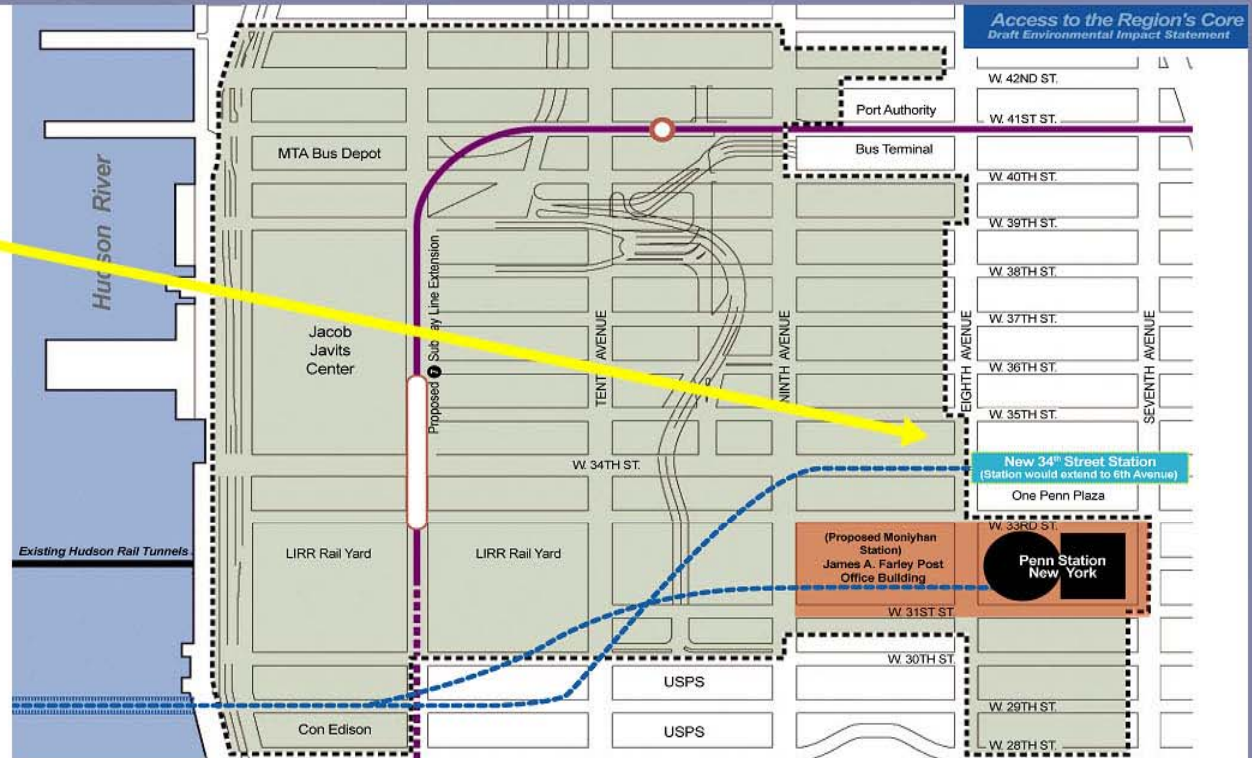 Access to the Region's Core
Draft Environmental Impact Statement
W. 42ND ST.
Port Authority
W. 41ST ST.
MTA Bus Depot
Bus Terminal
W. 40TH ST.
Hudson River
W. 39TH ST.
W. 38TH ST.
Proposed 7 Subway Line Extension
TENTH AVENUE
NINTH AVENUE
EIGHTH AVENUE
SEVENTH AVENUE
W. 37TH ST.
Jacob
Javits
Center
W. 36TH ST.
W. 35TH ST.
W. 34TH ST.
New 34th Street Station
(Station would extend to 6th Avenue)
One Penn Plaza
W. 33RD ST.
Existing Hudson Rail Tunnels
LIRR Rail Yard
LIRR Rail Yard
(Proposed Moniyhan
Station)
James A. Farley Post
Office Building
Penn Station
New York
W. 31ST ST.
W. 30TH ST.
USPS
W. 29TH ST.
Con Edison
USPS
W. 28TH ST.